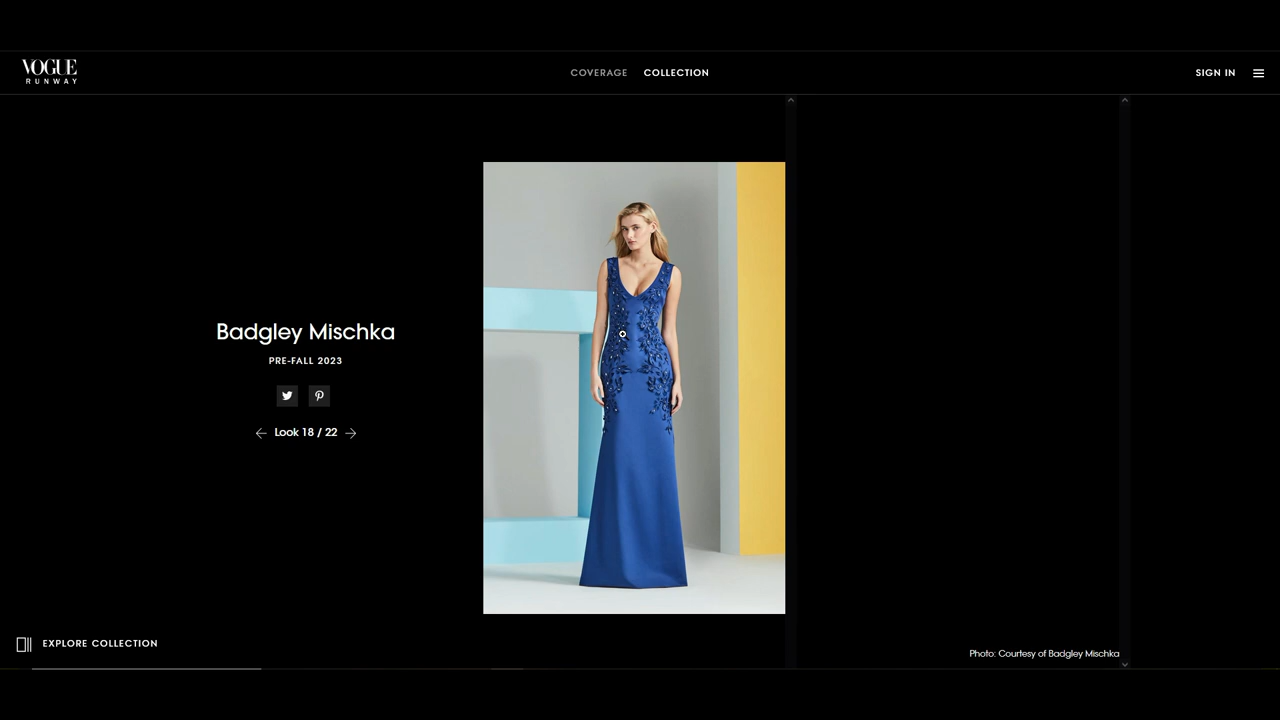 VOGUE
RUNWAY
COVERAGE COLLECTION
SIGN IN
Badgley Mischka
PRE-FALL 2023
← Look 18 / 22 →
EXPLORE COLLECTION
Photo: Courtesy of Badgley Mischka